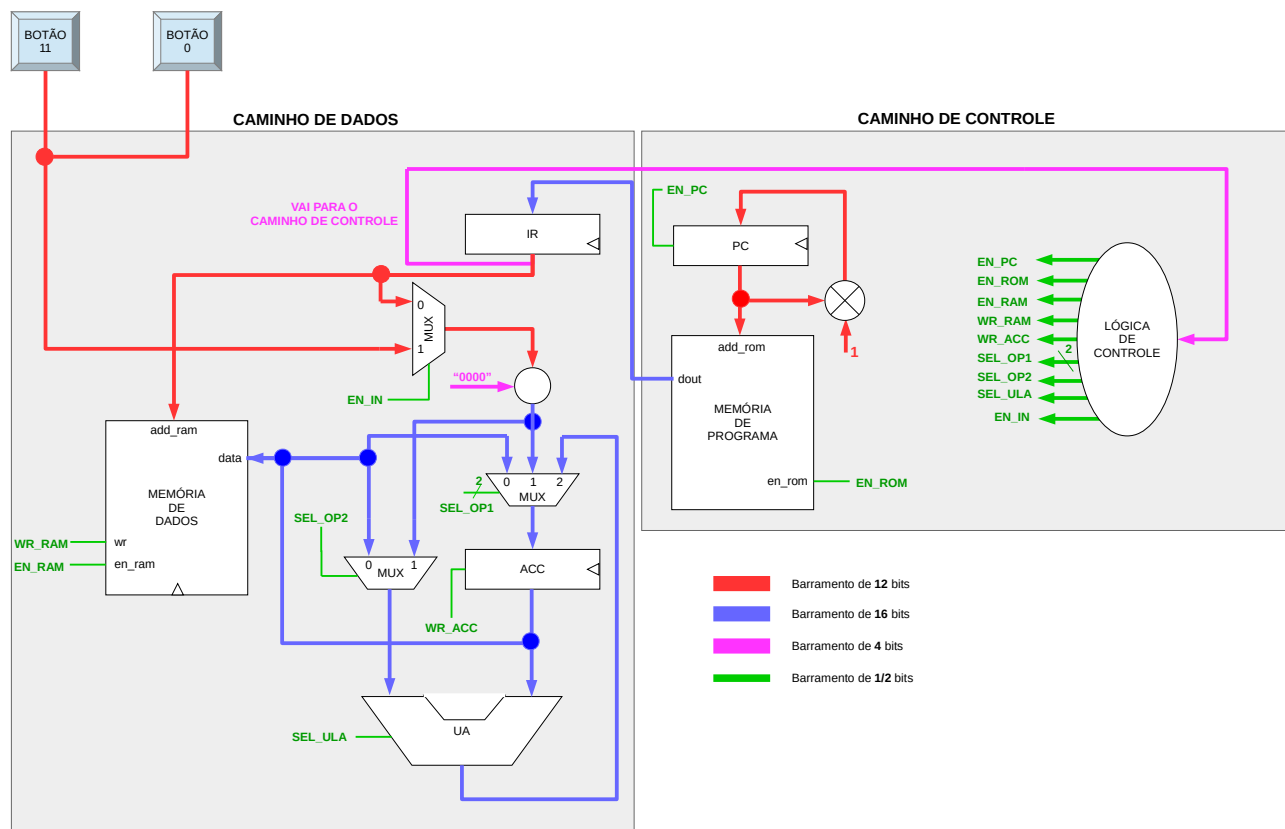 BOTÃO
11
BOTÃO
0
CAMINHO DE DADOS
CAMINHO DE CONTROLE
VAI PARA O
CAMINHO DE CONTROLE
IR
EN_PC
PC
0
MUX
1
"0000"
EN_IN
1
add_rom
dout
MEMÓRIA
DE
PROGRAMA
en_rom
EN_ROM
EN_PC
EN_ROM
EN_RAM
WR_RAM
WR_ACC
SEL_OP1
2
SEL_OP2
SEL_ULA
EN_IN
LÓGICA
DE
CONTROLE
add_ram
data
MEMÓRIA
DE
DADOS
wr
en_ram
WR_RAM
EN_RAM
2
SEL_OP1
0 1 2
MUX
SEL_OP2
0 MUX 1
ACC
WR_ACC
SEL_ULA
UA
Barramento de 12 bits
Barramento de 16 bits
Barramento de 4 bits
Barramento de 1/2 bits